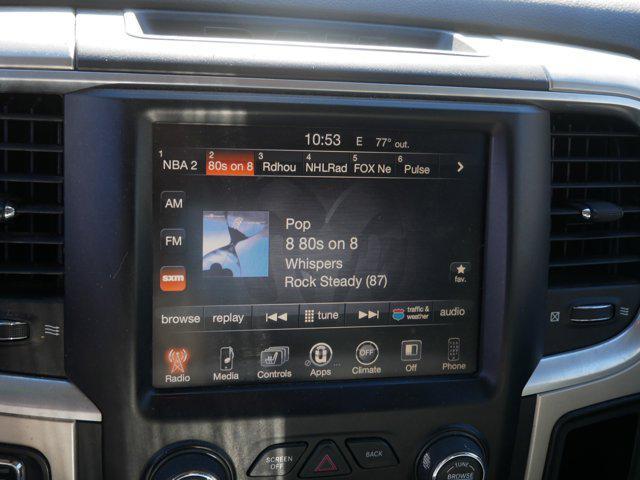 10:53 E 77° out.
1 NBA 2 2 80s on 8 3 Rdhou 4 NHLRad 5 FOX Ne 6 Pulse >
AM
FM
sxm
Pop
8 80s on 8
Whispers
Rock Steady (87)
fav.
browse replay tune traffic & weather audio
Radio Media Controls Apps OFF Climate Off Phone
SCREEN OFF BACK
TUNE
BROWSE